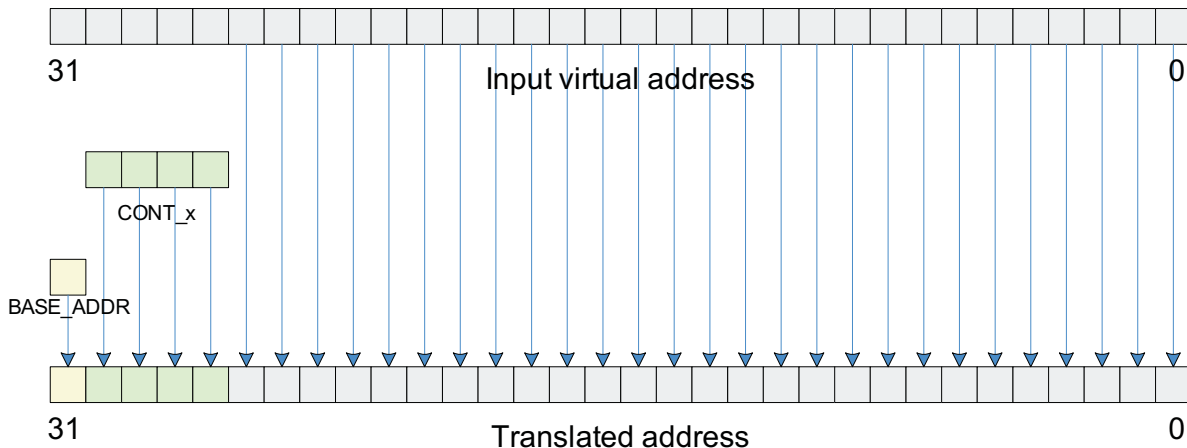 31
Input virtual address
0
CONT_x
BASE_ADDR
31
Translated address
0